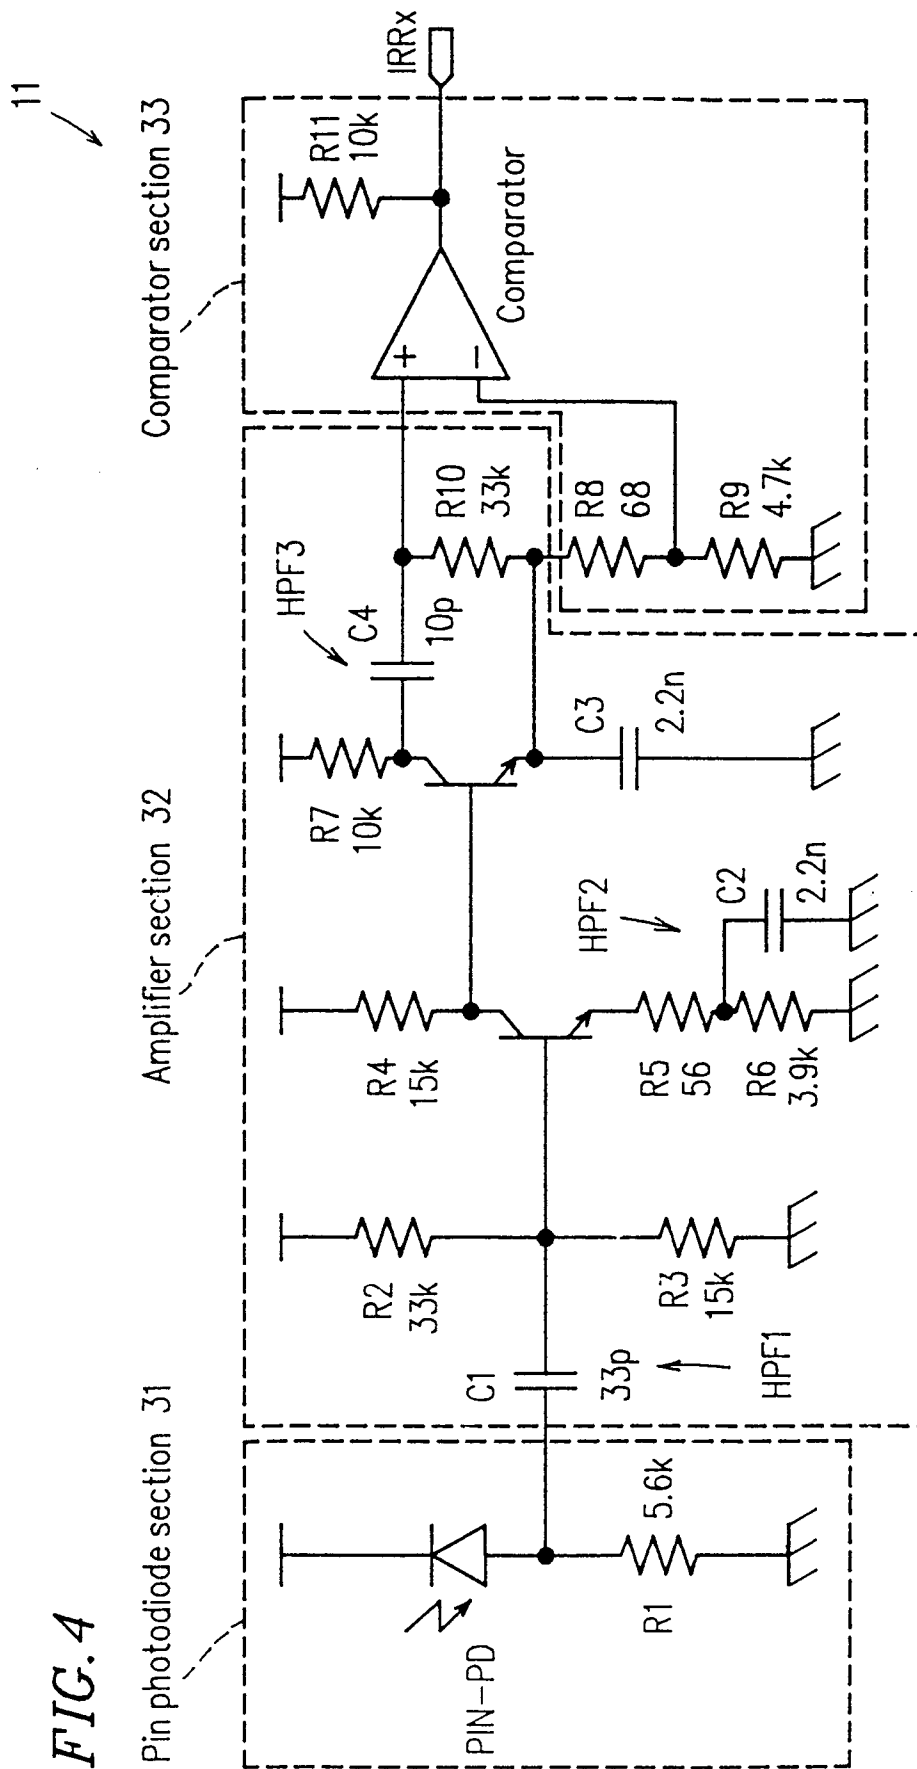 FIG.4
11
Pin photodiode section 31
Amplifier section 32
Comparator section 33
PIN-PD
R1
5.6k
C1
33p
HPF1
R2
33k
R3
15k
R4
15k
R5
56
R6
3.9k
HPF2
C2
2.2n
R7
10k
HPF3
C4
10p
C3
2.2n
R10
33k
R8
68
R9
4.7k
+
−
Comparator
R11
10k
IRRx